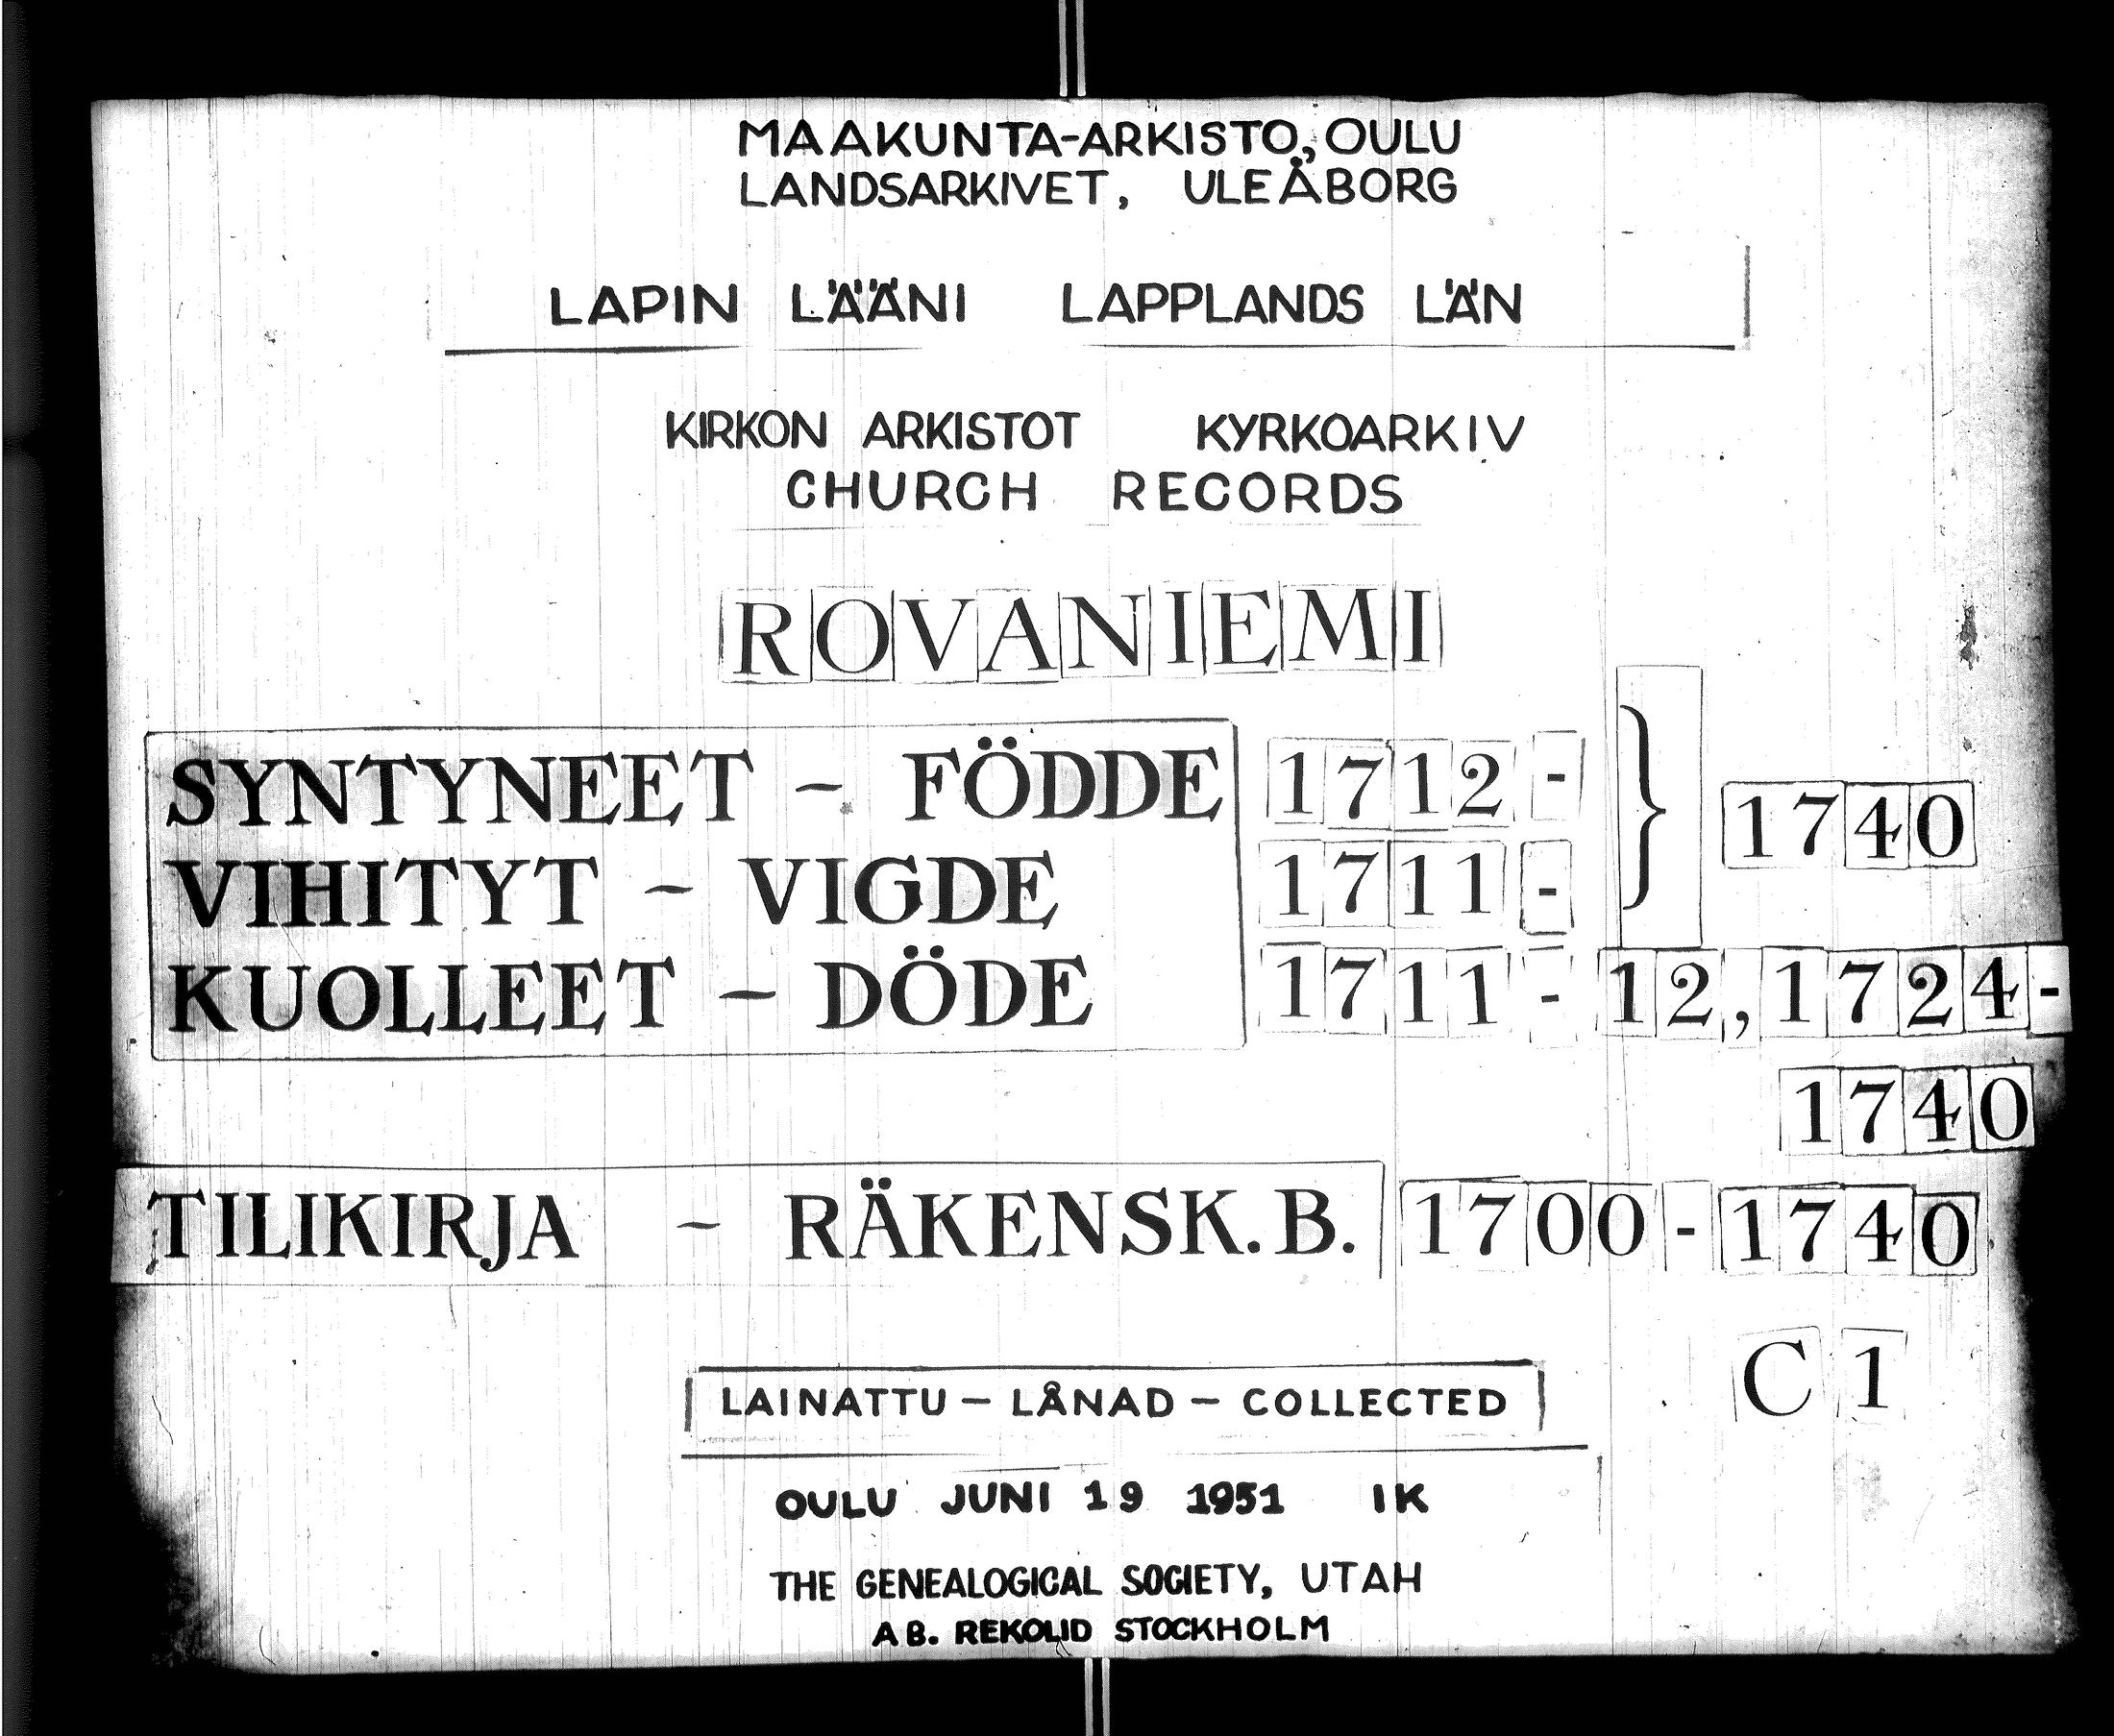 MAAKUNTA-ARKISTO, OULU
LANDSARKIVET, ULEÅBORG
LAPIN LÄÄNI LAPPLANDS LÄN
KIRKON ARKISTOT KYRKOARKIV
CHURCH RECORDS
ROVANIEMI
SYNTYNEET - FÖDDE 1712- } 1740
VIHITYT - VIGDE 1711-
KUOLLEET - DÖDE 1711-12, 1724-
1740
TILIKIRJA - RÄKENSK. B. 1700-1740
C 1
LAINATTU - LÅNAD - COLLECTED
OULU JUNI 19 1951 IK
THE GENEALOGICAL SOCIETY, UTAH
AB. REKOLID STOCKHOLM